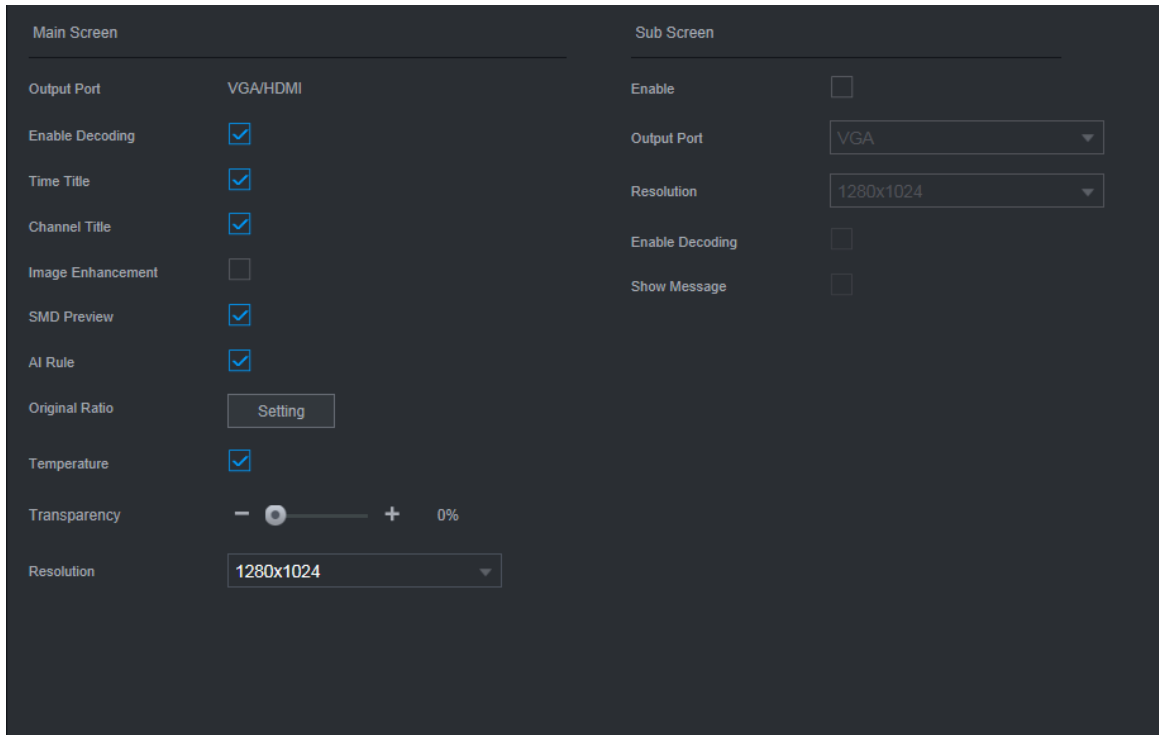 Main Screen
Output Port VGA/HDMI
Enable Decoding
Time Title
Channel Title
Image Enhancement
SMD Preview
AI Rule
Original Ratio Setting
Temperature
Transparency 0%
Resolution 1280x1024
Sub Screen
Enable
Output Port VGA
Resolution 1280x1024
Enable Decoding
Show Message